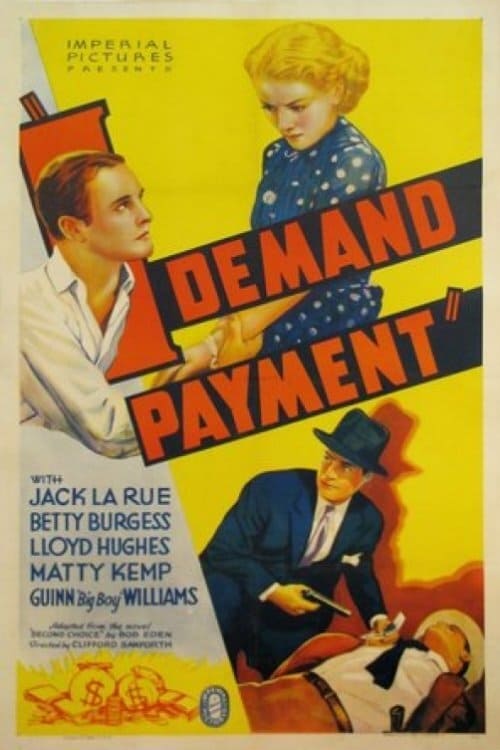 IMPERIAL
PICTURES
PRESENTS
"I
DEMAND
PAYMENT"
WITH
JACK LA RUE
BETTY BURGESS
LLOYD HUGHES
MATTY KEMP
GUINN "Big Boy" WILLIAMS
Adapted from the novel
"SECOND CHOICE" by ROB EDEN
Directed by CLIFFORD SANFORTH
$ $